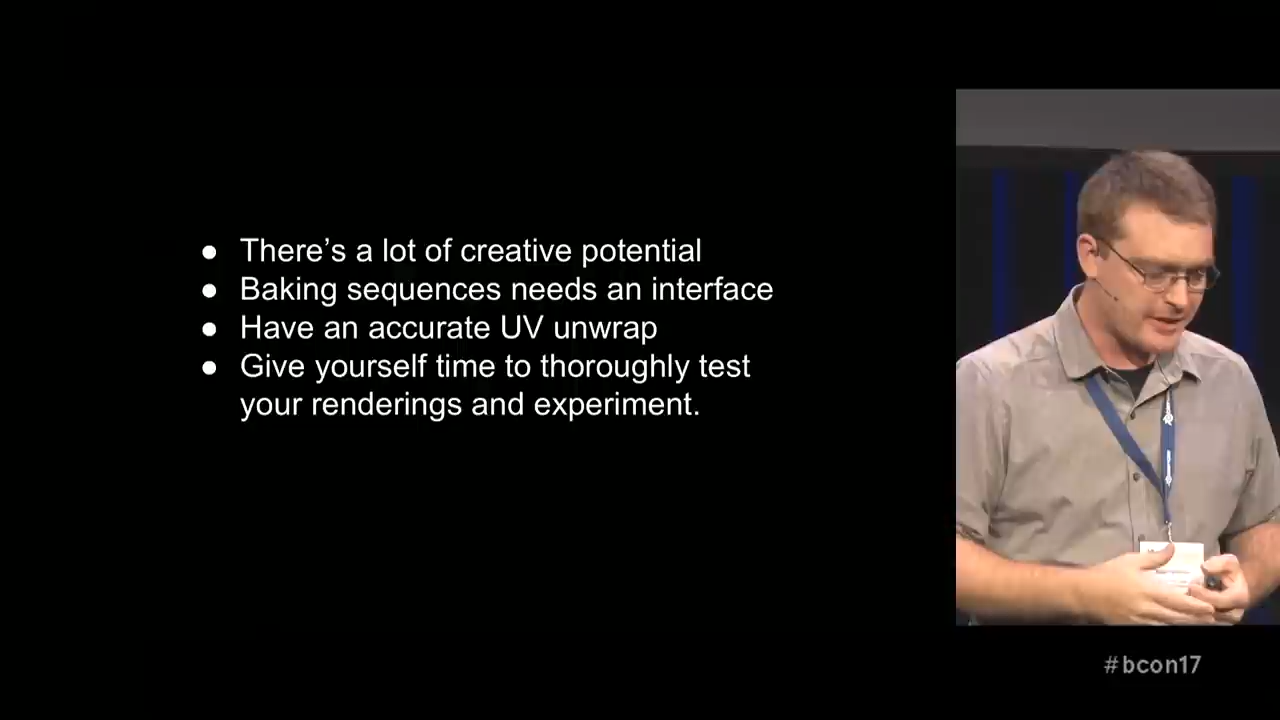 ● There’s a lot of creative potential
● Baking sequences needs an interface
● Have an accurate UV unwrap
● Give yourself time to thoroughly test
your renderings and experiment.
#bcon17